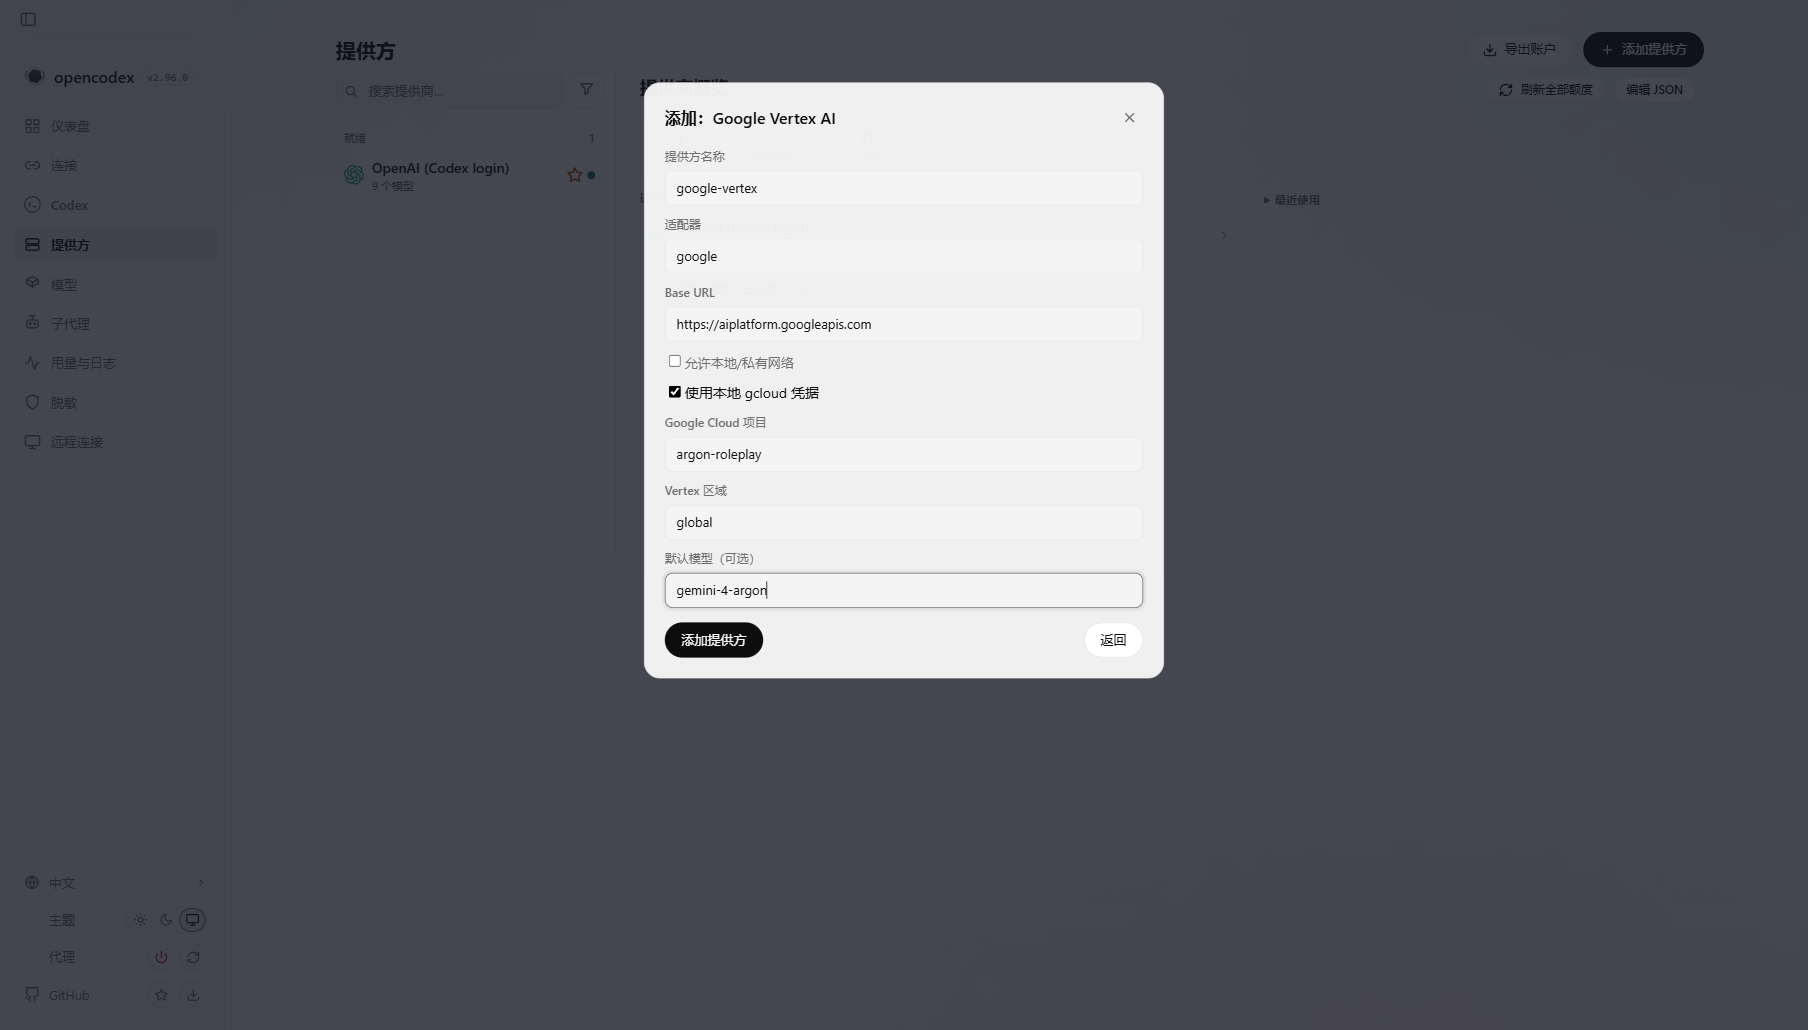 opencodex v2.96.0
仪表盘
连接
Codex
提供方
模型
子代理
用量与日志
脱敏
远程连接
中文
主题
代理
GitHub
提供方
导出账户
添加提供方
搜索提供商...
刷新全部额度
编辑 JSON
就绪 1
OpenAI (Codex login)
9 个模型
最近使用
添加：Google Vertex AI
提供方名称
google-vertex
适配器
google
Base URL
https://aiplatform.googleapis.com
允许本地/私有网络
使用本地 gcloud 凭据
Google Cloud 项目
argon-roleplay
Vertex 区域
global
默认模型（可选）
gemini-4-argon
添加提供方
返回